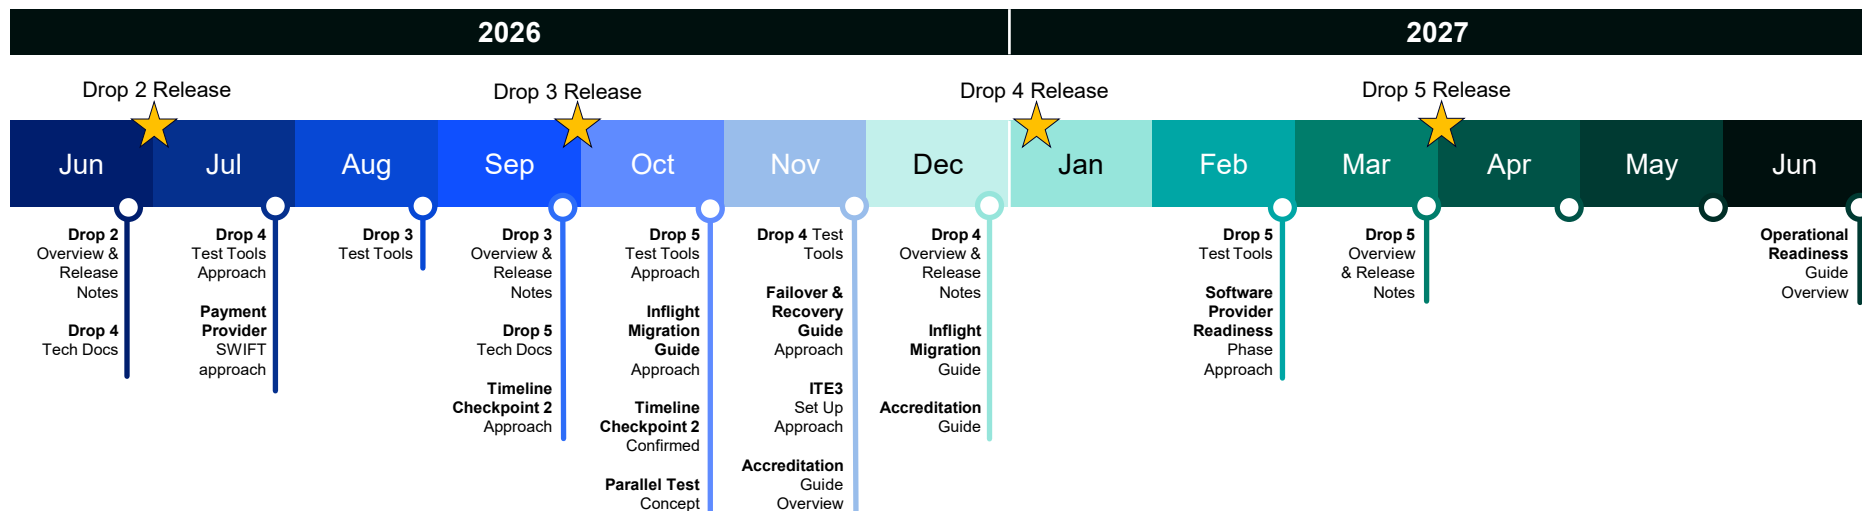 2026
2027
Drop 2 Release
Drop 3 Release
Drop 4 Release
Drop 5 Release
Jun
Jul
Aug
Sep
Oct
Nov
Dec
Jan
Feb
Mar
Apr
May
Jun
Drop 2
Overview &
Release
Notes
Drop 4
Tech Docs
Drop 4
Test Tools
Approach
Payment
Provider
SWIFT
approach
Drop 3
Test Tools
Drop 3
Overview &
Release
Notes
Drop 5
Tech Docs
Timeline
Checkpoint 2
Approach
Drop 5
Test Tools
Approach
Inflight
Migration
Guide
Approach
Timeline
Checkpoint 2
Confirmed
Parallel Test
Concept
Drop 4 Test
Tools
Failover &
Recovery
Guide
Approach
ITE3
Set Up
Approach
Accreditation
Guide
Overview
Drop 4
Overview &
Release
Notes
Inflight
Migration
Guide
Accreditation
Guide
Drop 5
Test Tools
Software
Provider
Readiness
Phase
Approach
Drop 5
Overview
& Release
Notes
Operational
Readiness
Guide
Overview